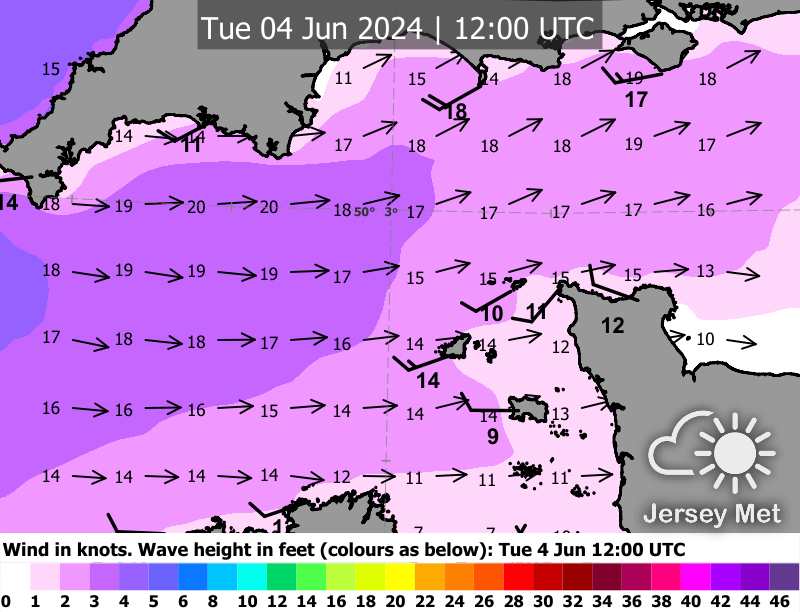 Tue 04 Jun 2024 | 12:00 UTC
15 11 15 14 18 19 18
18 17
14 14 11 17 18 18 18 19 17
14 18 19 20 20 18 50° 3° 17 17 17 17 16
18 19 19 19 17 15 15 15 15 13
10 11 12
17 18 18 17 16 14 14 12 10
14
16 16 16 15 14 14 14 13
9
14 14 14 14 12 11 11 11
Jersey Met
7 7
Wind in knots. Wave height in feet (colours as below): Tue 4 Jun 12:00 UTC
0 1 2 3 4 5 6 8 10 12 14 16 18 20 22 24 26 28 30 32 34 36 38 40 42 44 46